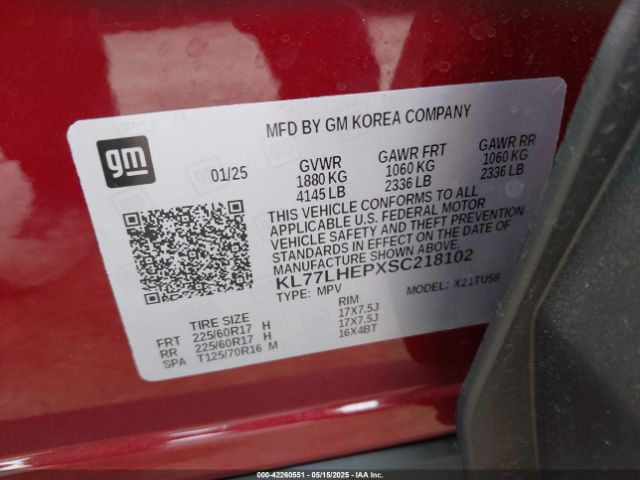 MFD BY GM KOREA COMPANY
gm
01/25
GVWR GAWR FRT GAWR RR
1880 KG 1060 KG 1060 KG
4145 LB 2336 LB 2336 LB
THIS VEHICLE CONFORMS TO ALL
APPLICABLE U.S. FEDERAL MOTOR
VEHICLE SAFETY AND THEFT PREVENTION
STANDARDS IN EFFECT ON THE DATE OF
MANUFACTURE SHOWN ABOVE.
KL77LHEPXSC218102
TYPE: MPV MODEL: X21TU58
TIRE SIZE RIM
FRT 225/60R17 H 17X7.5J
RR 225/60R17 H 17X7.5J
SPA T125/70R16 M 16X4BT
000-42260551 - 05/15/2025 - IAAI.COM